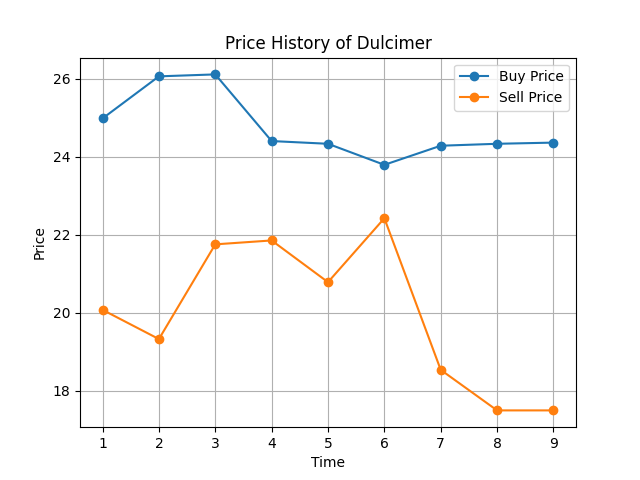 Price History of Dulcimer
Buy Price
Sell Price
Price
26
24
22
20
18
1 2 3 4 5 6 7 8 9
Time